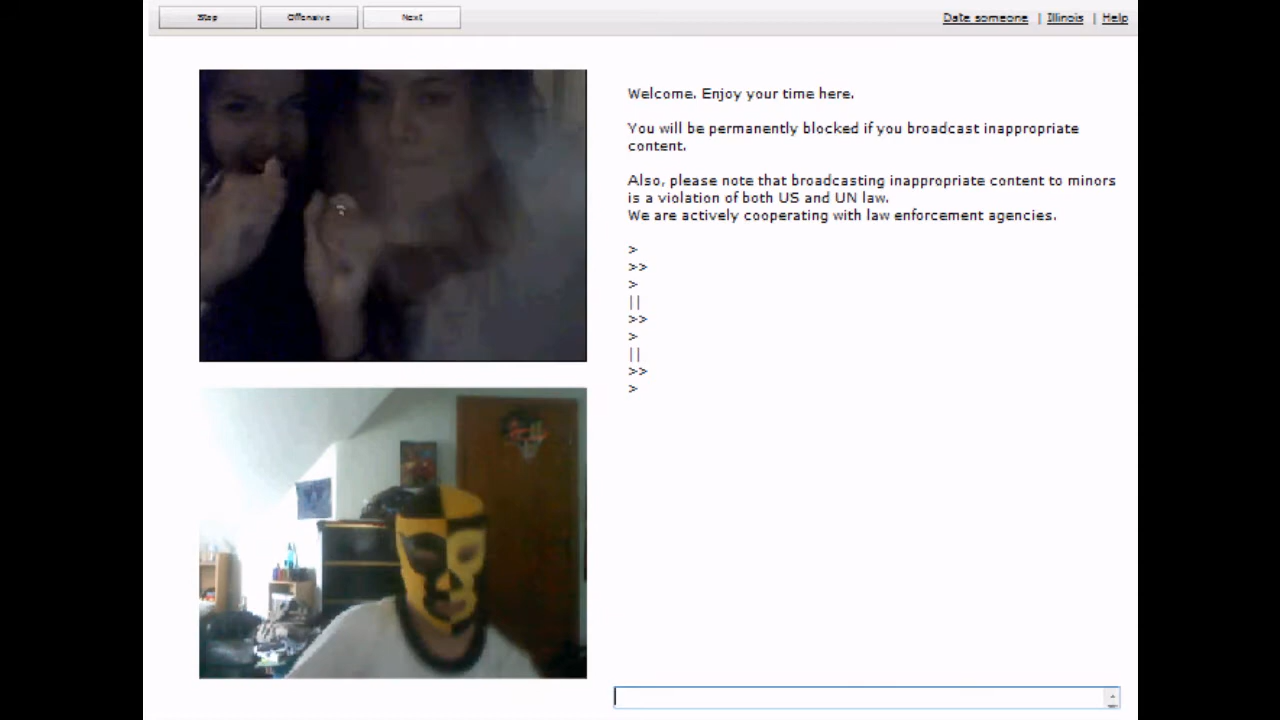 Stop Offensive Next Date someone | Illinois | Help
Welcome. Enjoy your time here.
You will be permanently blocked if you broadcast inappropriate
content.
Also, please note that broadcasting inappropriate content to minors
is a violation of both US and UN law.
We are actively cooperating with law enforcement agencies.
>
>>
>
||
>>
>
||
>>
>